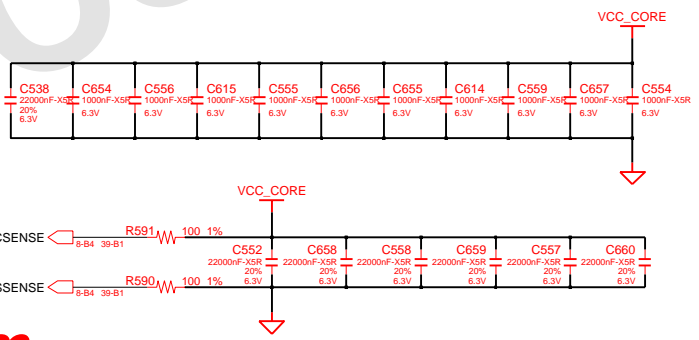 VCC_CORE
C538 C654 C556 C615 C555 C656 C655 C614 C559 C657 C554
22000nF-X5R 1000nF-X5R 1000nF-X5R 1000nF-X5R 1000nF-X5R 1000nF-X5R 1000nF-X5R 1000nF-X5R 1000nF-X5R 1000nF-X5R 1000nF-X5R
20%
6.3V 6.3V 6.3V 6.3V 6.3V 6.3V 6.3V 6.3V 6.3V 6.3V 6.3V
VCC_CORE
CSENSE 8-B4 39-B1 R591 100 1%
C552 C658 C558 C659 C557 C660
22000nF-X5R 22000nF-X5R 22000nF-X5R 22000nF-X5R 22000nF-X5R 22000nF-X5R
20% 20% 20% 20% 20% 20%
6.3V 6.3V 6.3V 6.3V 6.3V 6.3V
SSENSE 8-B4 39-B1 R590 100 1%